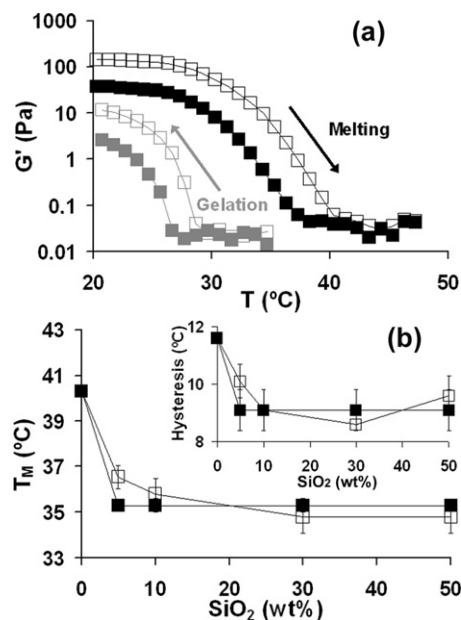 (a)
1000
100
10
1
0.1
0.01
G' (Pa)
Melting
Gelation
20 30 40 50
T (ºC)
(b)
43
41
39
37
35
33
T_M (ºC)
12
10
8
Hysteresis (ºC)
0 10 20 30 40 50
SiO₂ (wt%)
0 10 20 30 40 50
SiO₂ (wt%)